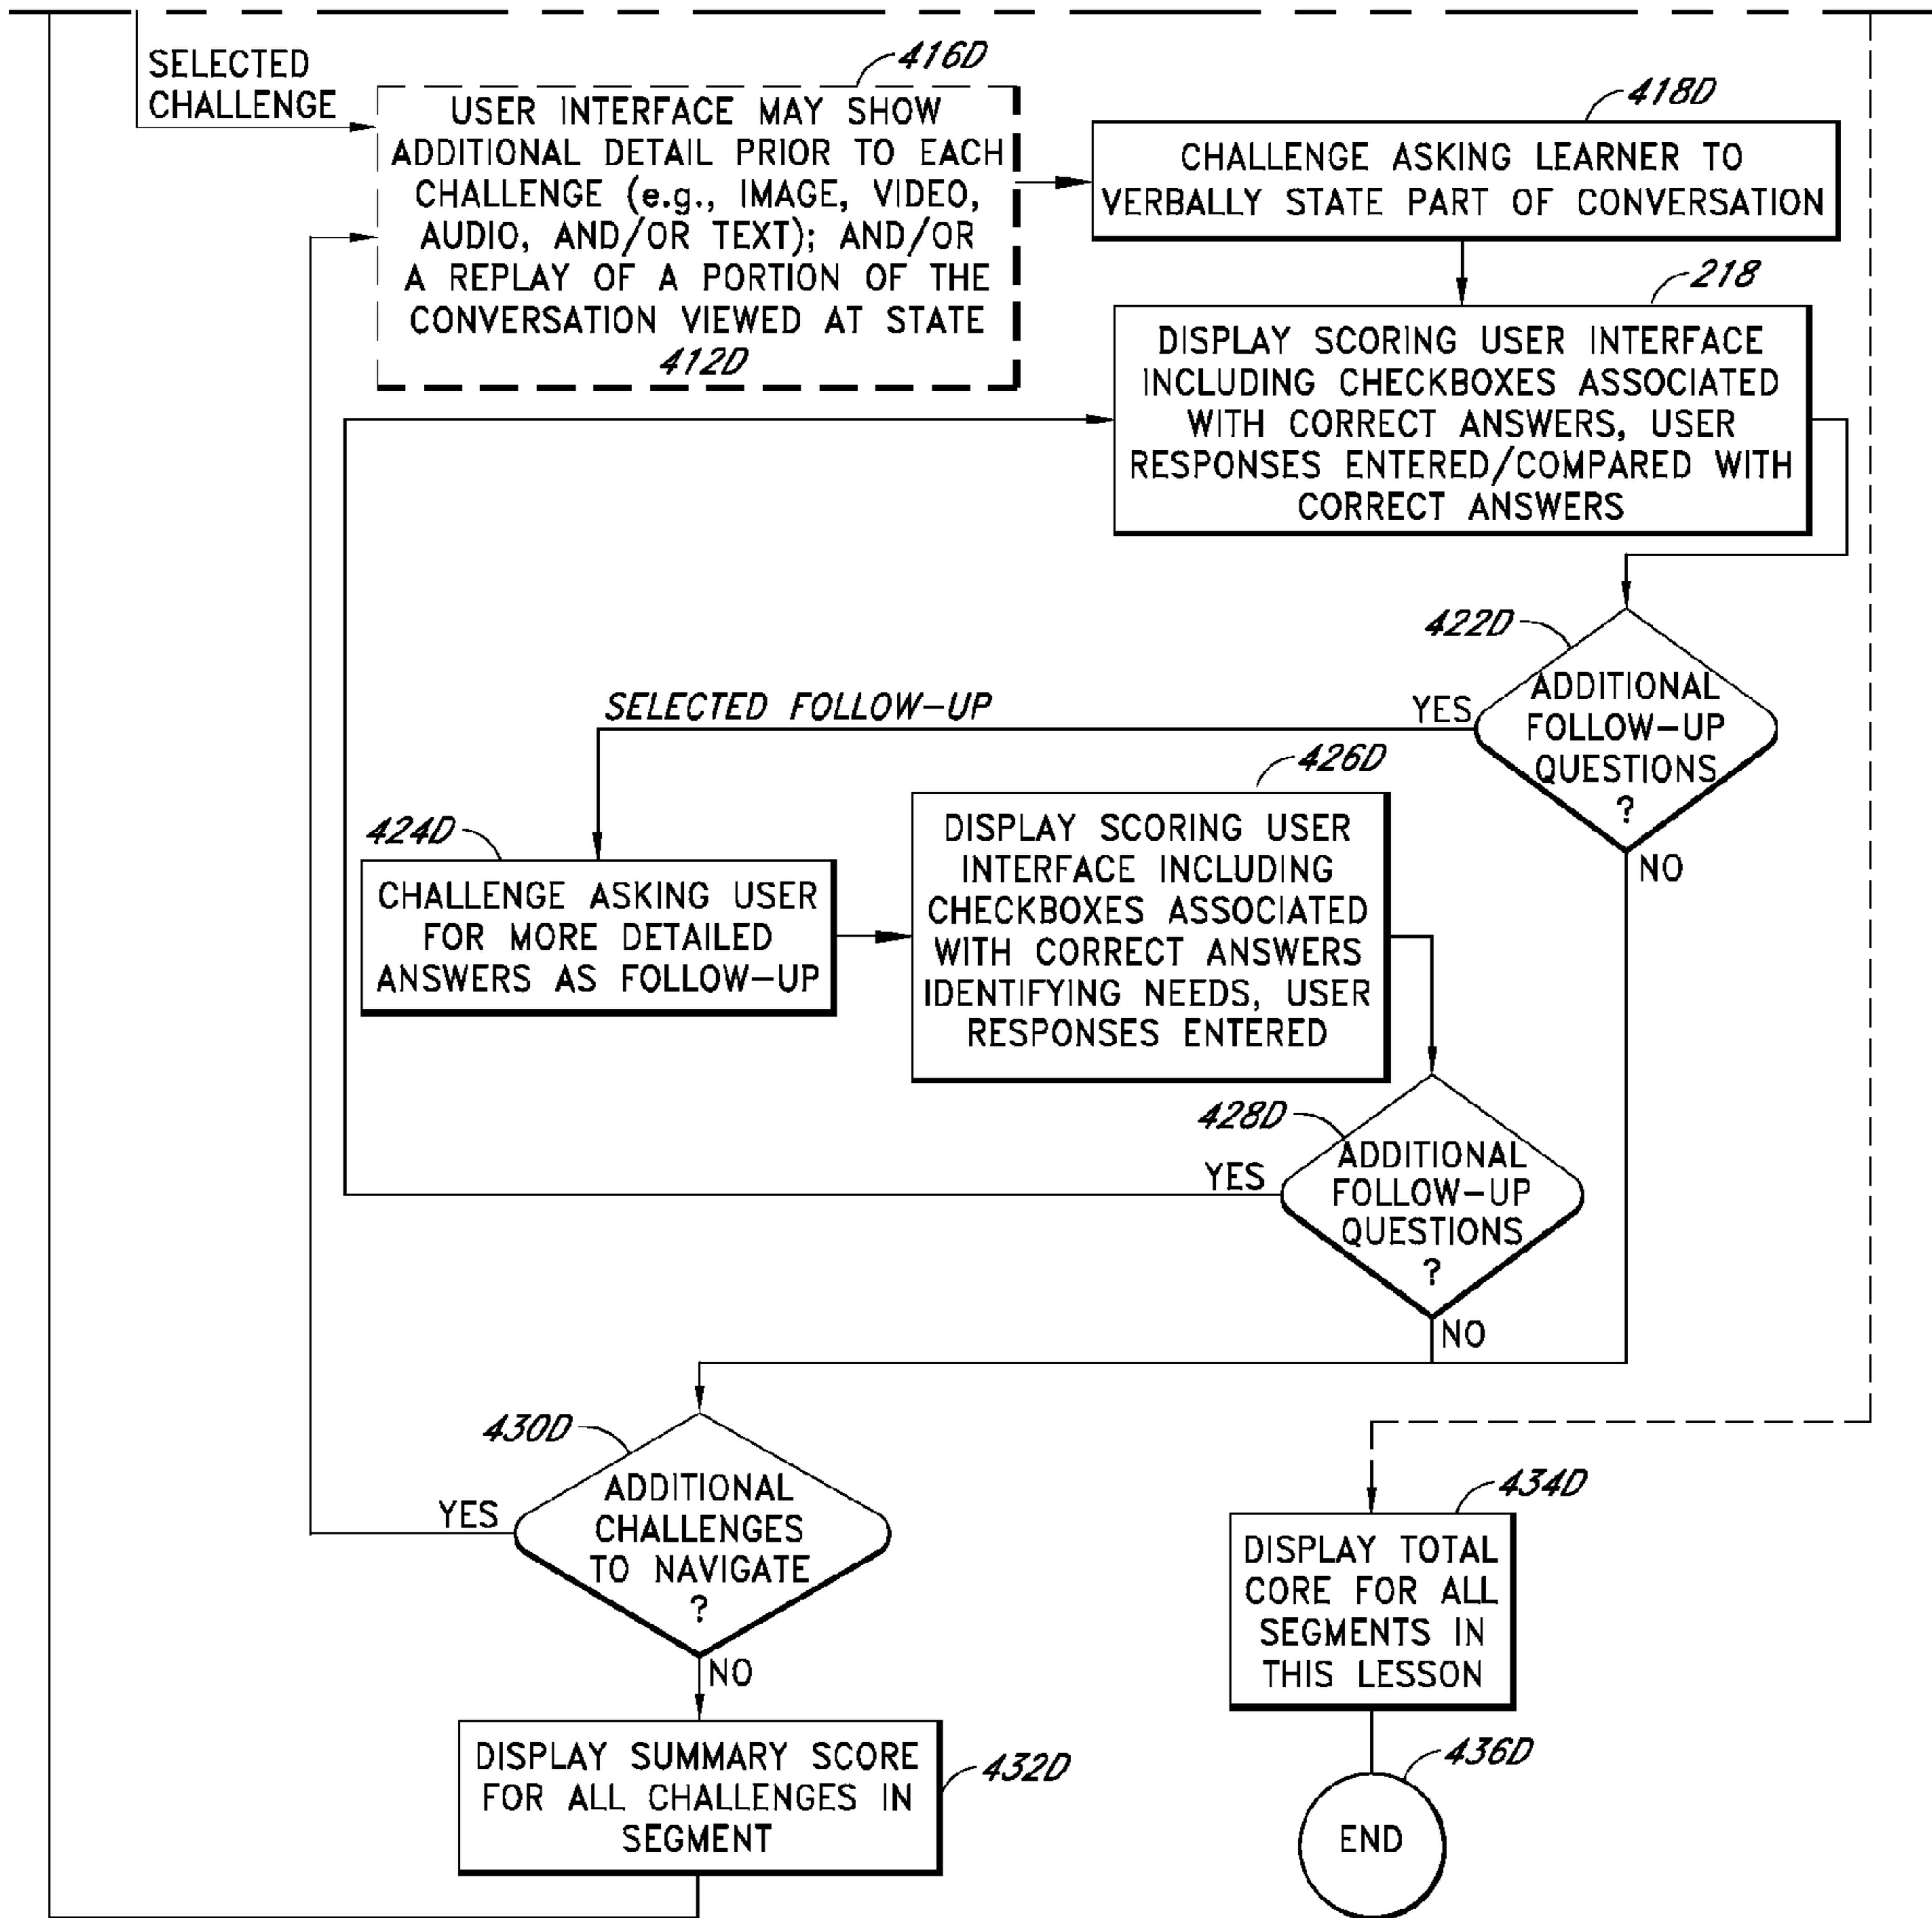 SELECTED
CHALLENGE
416D
USER INTERFACE MAY SHOW
ADDITIONAL DETAIL PRIOR TO EACH
CHALLENGE (e.g., IMAGE, VIDEO,
AUDIO, AND/OR TEXT); AND/OR
A REPLAY OF A PORTION OF THE
CONVERSATION VIEWED AT STATE
412D
418D
CHALLENGE ASKING LEARNER TO
VERBALLY STATE PART OF CONVERSATION
218
DISPLAY SCORING USER INTERFACE
INCLUDING CHECKBOXES ASSOCIATED
WITH CORRECT ANSWERS, USER
RESPONSES ENTERED/COMPARED WITH
CORRECT ANSWERS
422D
ADDITIONAL
FOLLOW-UP
QUESTIONS
?
YES
NO
SELECTED FOLLOW-UP
424D
CHALLENGE ASKING USER
FOR MORE DETAILED
ANSWERS AS FOLLOW-UP
426D
DISPLAY SCORING USER
INTERFACE INCLUDING
CHECKBOXES ASSOCIATED
WITH CORRECT ANSWERS
IDENTIFYING NEEDS, USER
RESPONSES ENTERED
428D
ADDITIONAL
FOLLOW-UP
QUESTIONS
?
YES
NO
430D
ADDITIONAL
CHALLENGES
TO NAVIGATE
?
YES
NO
432D
DISPLAY SUMMARY SCORE
FOR ALL CHALLENGES IN
SEGMENT
434D
DISPLAY TOTAL
CORE FOR ALL
SEGMENTS IN
THIS LESSON
436D
END